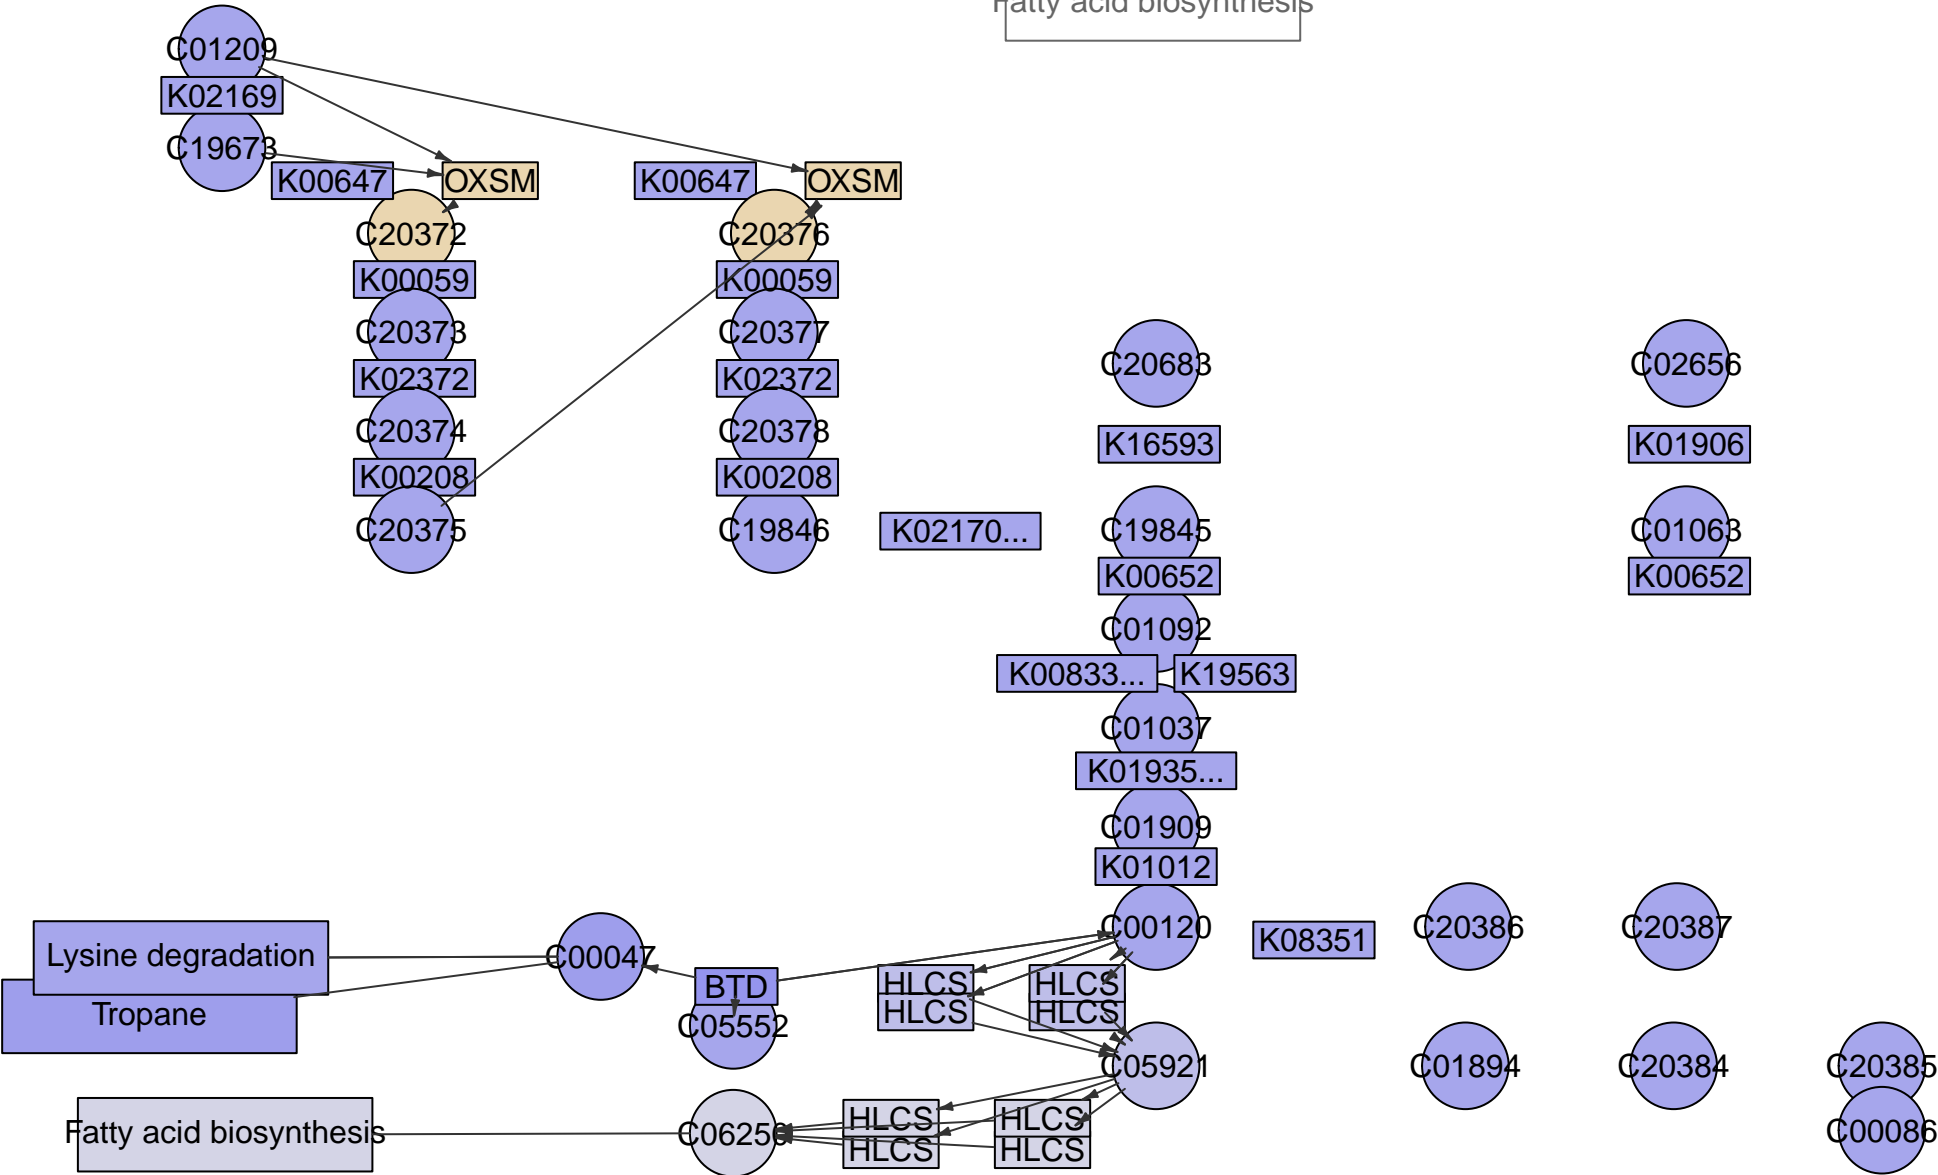 Fatty acid biosynthesis
C01209
K02169
C19673
K00647
OXSM
K00647
OXSM
C20372
C20376
K00059
K00059
C20373
C20377
C20683
C02656
K02372
K02372
C20374
C20378
K16593
K01906
K00208
K00208
C20375
C19846
K02170...
C19845
C01063
K00652
K00652
C01092
K00833...
K19563
C01037
K01935...
C01909
K01012
C00120
K08351
C20386
C20387
Lysine degradation
C00047
BTD
HLCS
HLCS
Tropane
C05552
HLCS
HLCS
C05921
C01894
C20384
C20385
Fatty acid biosynthesis
C06250
HLCS
HLCS
HLCS
HLCS
C00086